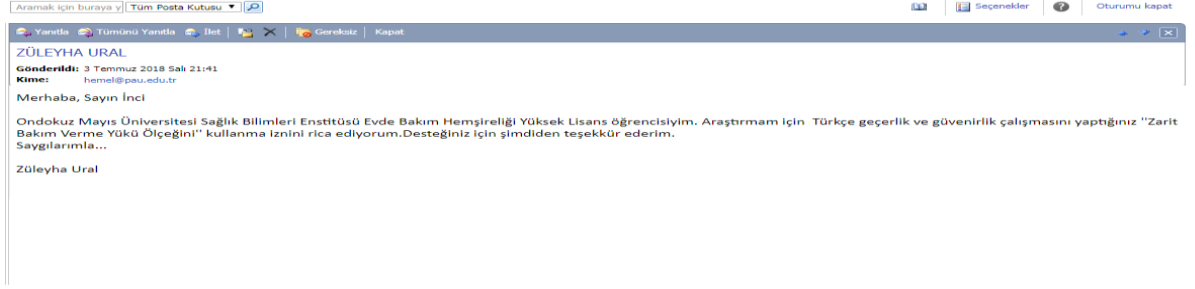 Aramak için buraya y Tüm Posta Kutusu
Seçenekler Oturumu kapat
Yanıtla Tümünü Yanıtla İlet Gereksiz Kapat
ZÜLEYHA URAL
Gönderildi: 3 Temmuz 2018 Salı 21:41
Kime: hemel@pau.edu.tr
Merhaba, Sayın İnci
Ondokuz Mayıs Üniversitesi Sağlık Bilimleri Enstitüsü Evde Bakım Hemşireliği Yüksek Lisans öğrencisiyim. Araştırmam için Türkçe geçerlik ve güvenirlik çalışmasını yaptığınız ''Zarit
Bakım Verme Yükü Ölçeğini'' kullanma iznini rica ediyorum.Desteğiniz için şimdiden teşekkür ederim.
Saygılarımla...
Züleyha Ural